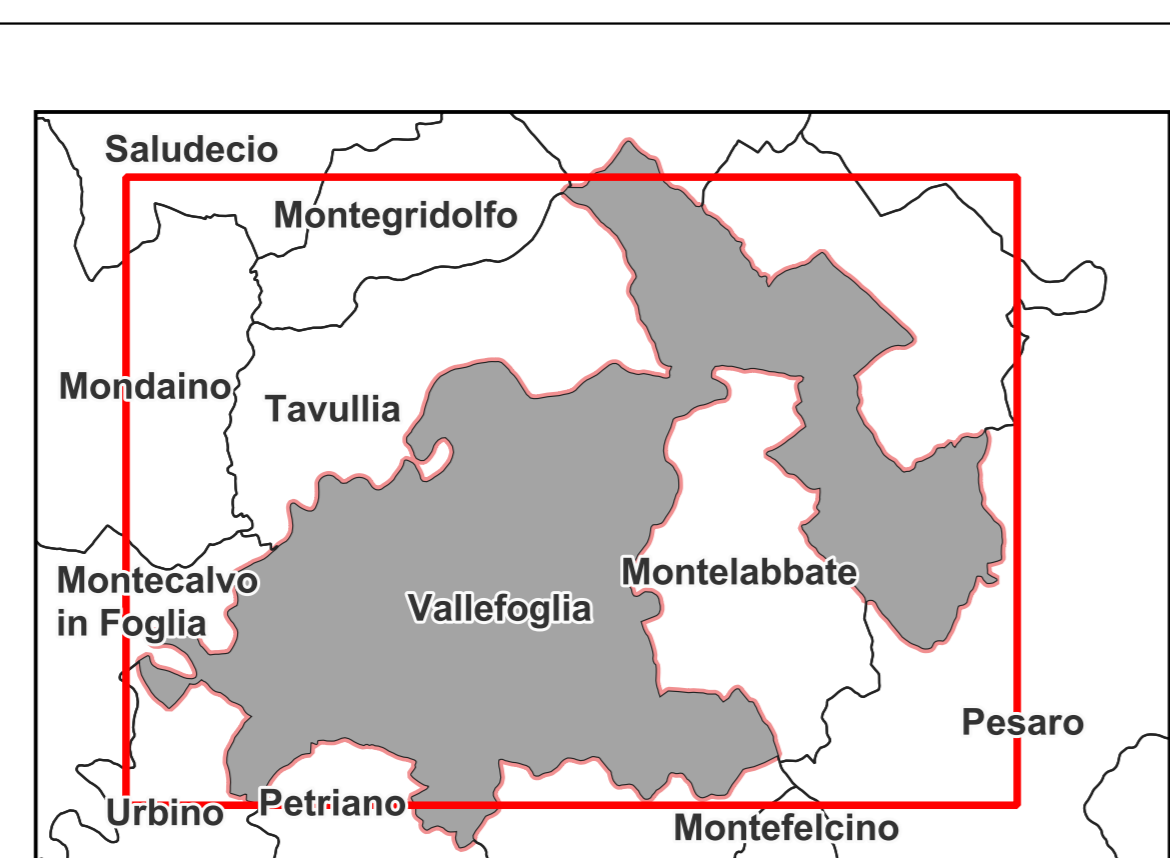 Saludecio
Montegridolfo
Mondaino
Tavullia
Montecalvo
in Foglia
Montelabbate
Vallefoglia
Pesaro
Urbino
Petriano
Montefelcino